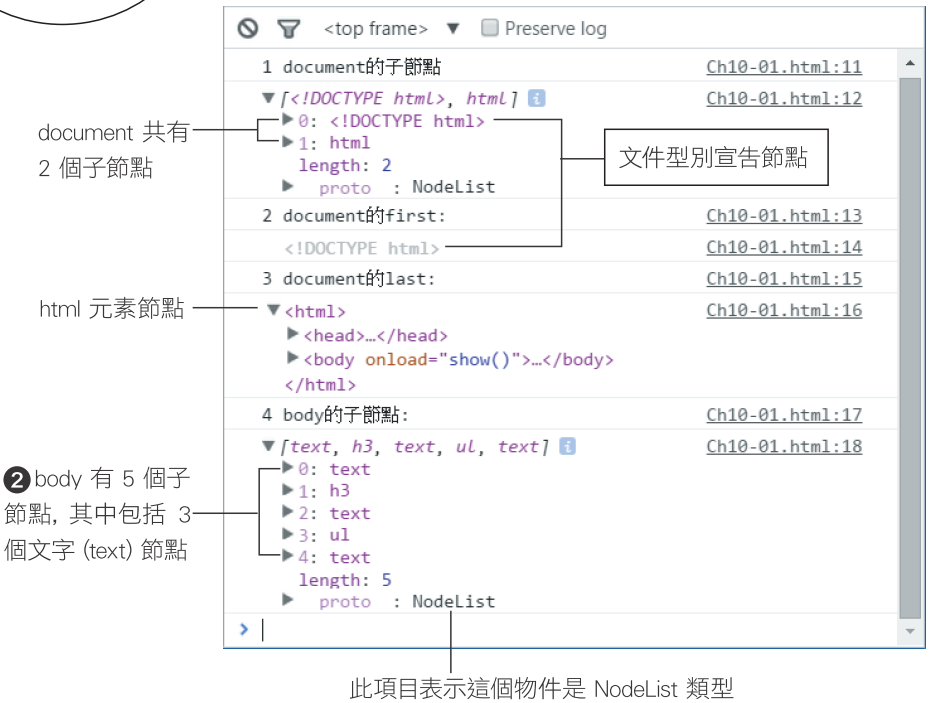 <top frame> ▼ Preserve log
1 document的子節點 Ch10-01.html:11
▼[<!DOCTYPE html>, html] i Ch10-01.html:12
▶0: <!DOCTYPE html>
▶1: html
length: 2
▶ proto : NodeList
2 document的first: Ch10-01.html:13
<!DOCTYPE html> Ch10-01.html:14
3 document的last: Ch10-01.html:15
▼<html> Ch10-01.html:16
▶<head>…</head>
▶<body onload="show()">…</body>
</html>
4 body的子節點: Ch10-01.html:17
▼[text, h3, text, ul, text] i Ch10-01.html:18
▶0: text
▶1: h3
▶2: text
▶3: ul
▶4: text
length: 5
▶ proto : NodeList
>
document 共有
2 個子節點
文件型別宣告節點
html 元素節點
❷body 有 5 個子
節點, 其中包括 3
個文字 (text) 節點
此項目表示這個物件是 NodeList 類型